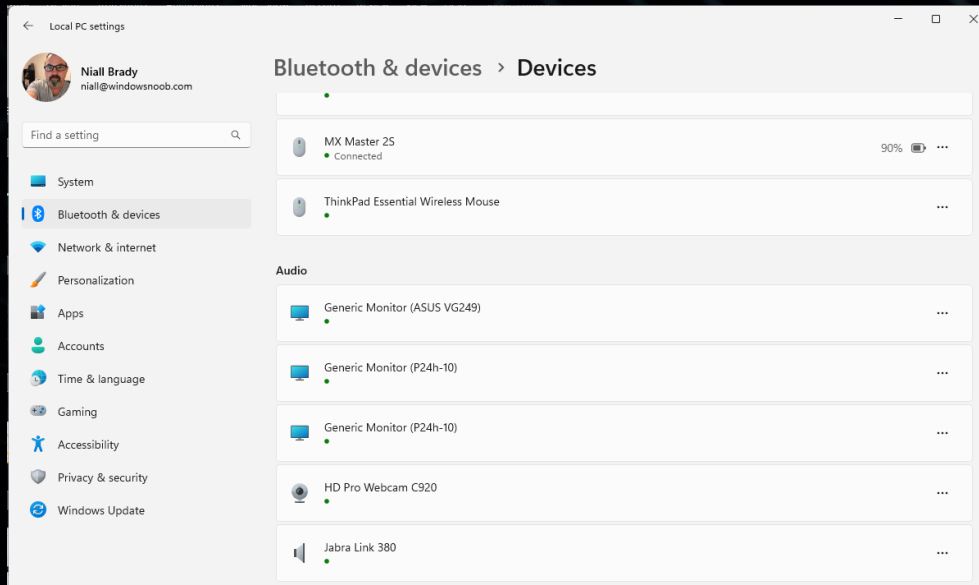 Local PC settings
Niall Brady
niall@windowsnoob.com
Find a setting
System
Bluetooth & devices
Network & internet
Personalization
Apps
Accounts
Time & language
Gaming
Accessibility
Privacy & security
Windows Update
Bluetooth & devices > Devices
MX Master 2S
Connected
90%
ThinkPad Essential Wireless Mouse
Audio
Generic Monitor (ASUS VG249)
Generic Monitor (P24h-10)
Generic Monitor (P24h-10)
HD Pro Webcam C920
Jabra Link 380